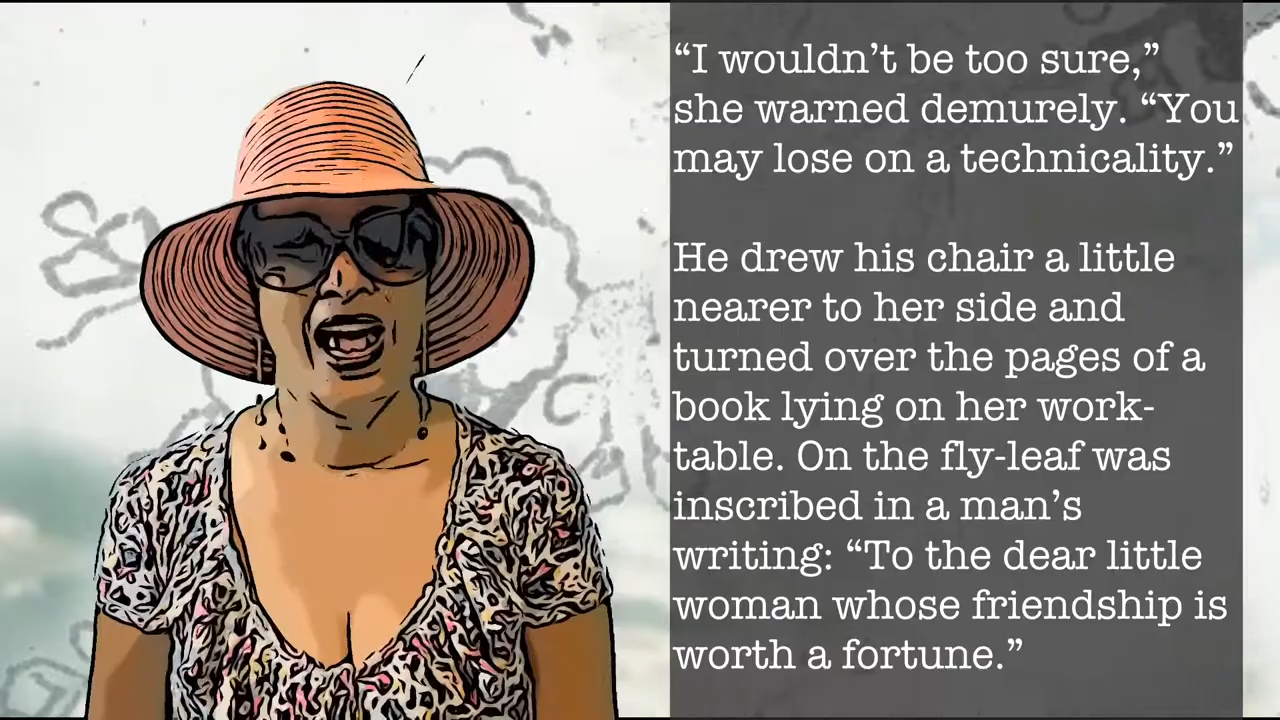 “I wouldn’t be too sure,”
she warned demurely. “You
may lose on a technicality.”
He drew his chair a little
nearer to her side and
turned over the pages of a
book lying on her work-
table. On the fly-leaf was
inscribed in a man’s
writing: “To the dear little
woman whose friendship is
worth a fortune.”